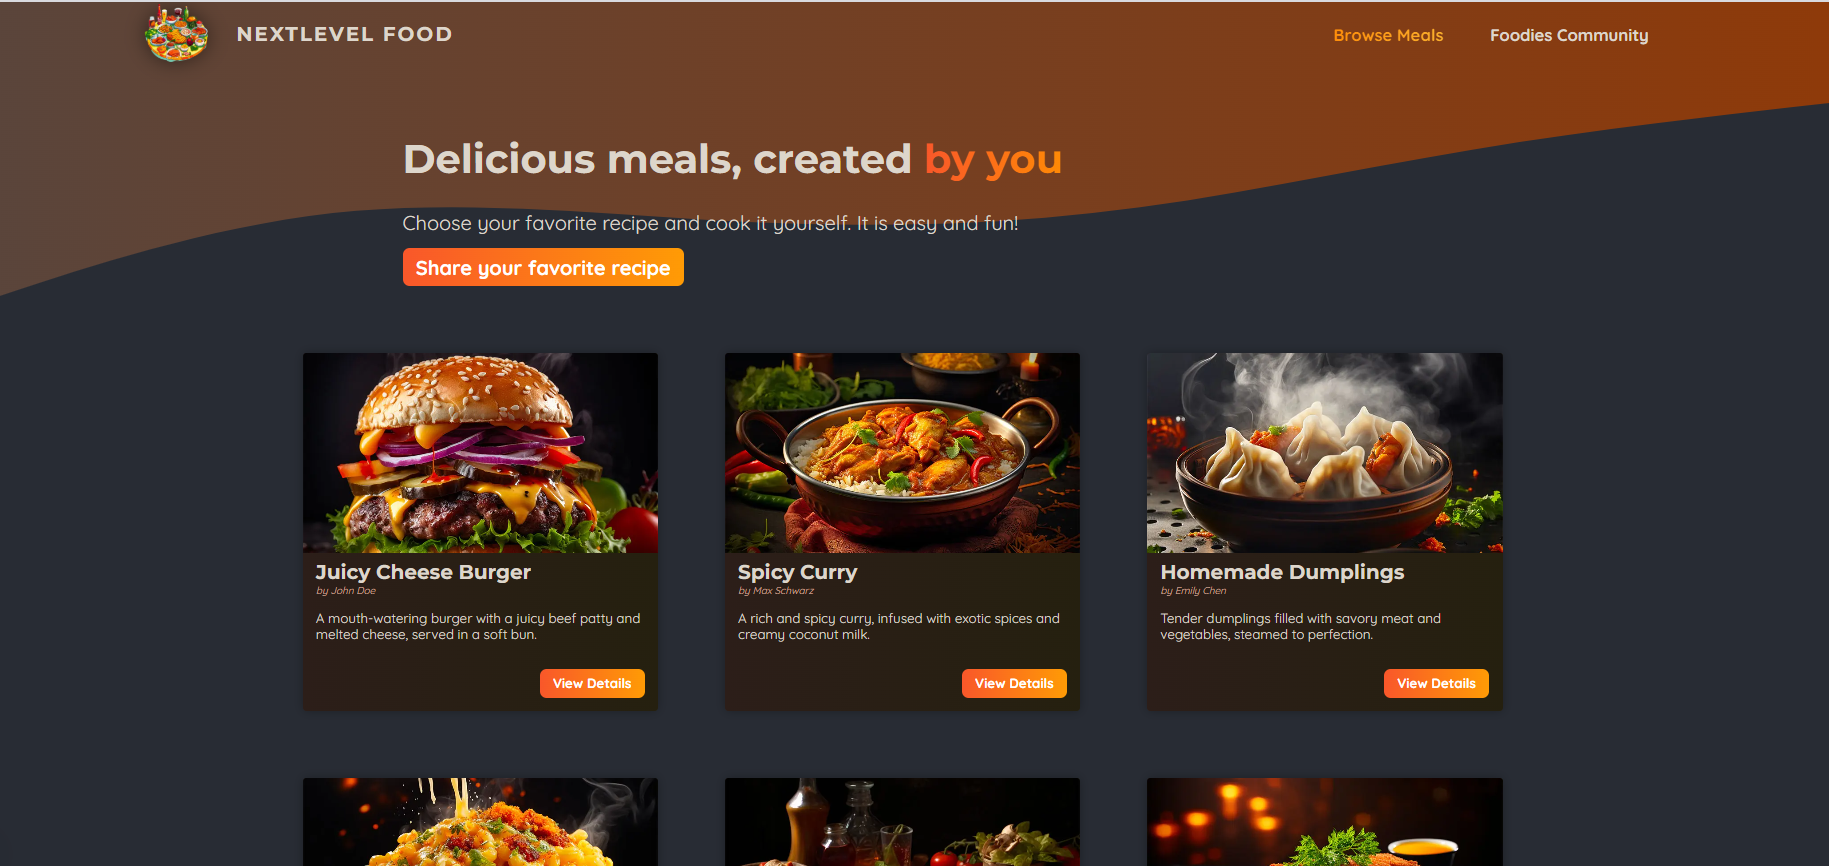 NEXTLEVEL FOOD
Browse Meals
Foodies Community
Delicious meals, created by you
Choose your favorite recipe and cook it yourself. It is easy and fun!
Share your favorite recipe
Juicy Cheese Burger
by John Doe
A mouth-watering burger with a juicy beef patty and
melted cheese, served in a soft bun.
View Details
Spicy Curry
by Max Schwarz
A rich and spicy curry, infused with exotic spices and
creamy coconut milk.
View Details
Homemade Dumplings
by Emily Chen
Tender dumplings filled with savory meat and
vegetables, steamed to perfection.
View Details